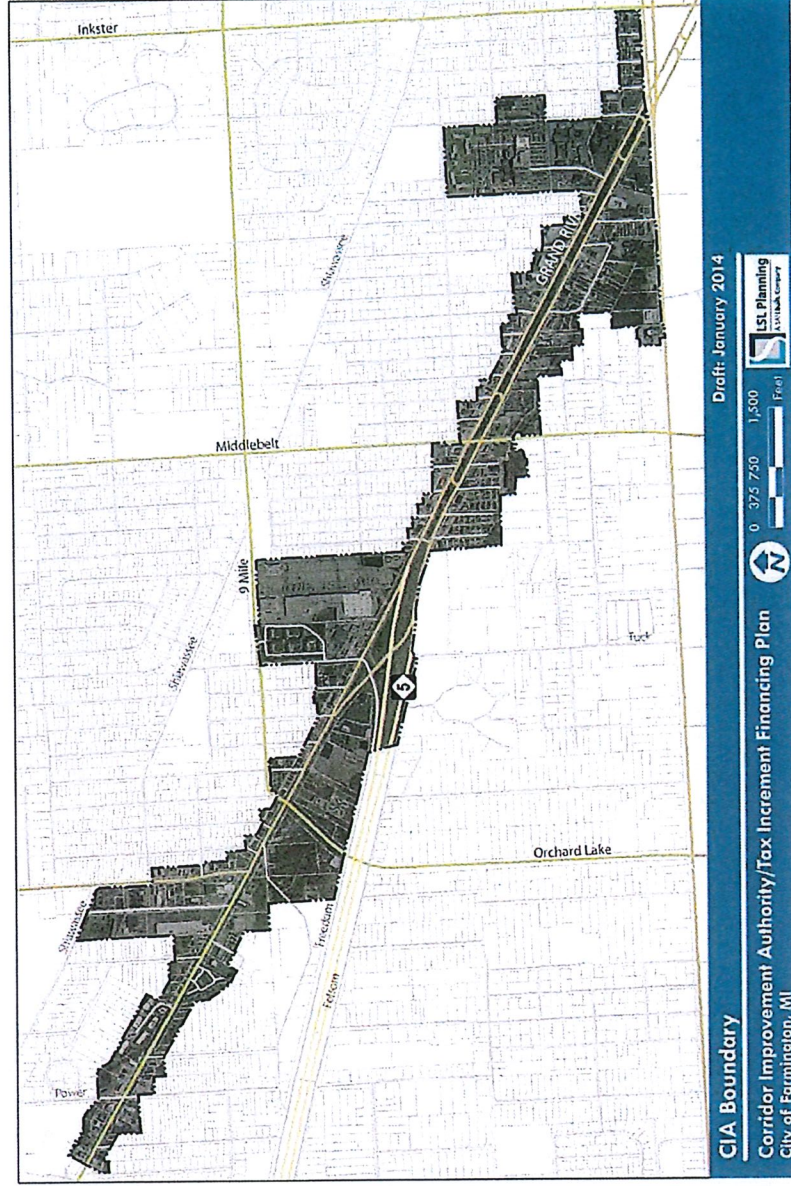 Inkster
Shiawassee
GRAND RIVER
Middlebelt
9 Mile
Shiawassee
Tuck
5
Orchard Lake
Shiawassee
Freedom
Folsom
Power
CIA Boundary
Draft: January 2014
Corridor Improvement Authority/Tax Increment Financing Plan
City of Farmington, MI
N
0 375 750 1,500
Feet
LSL Planning